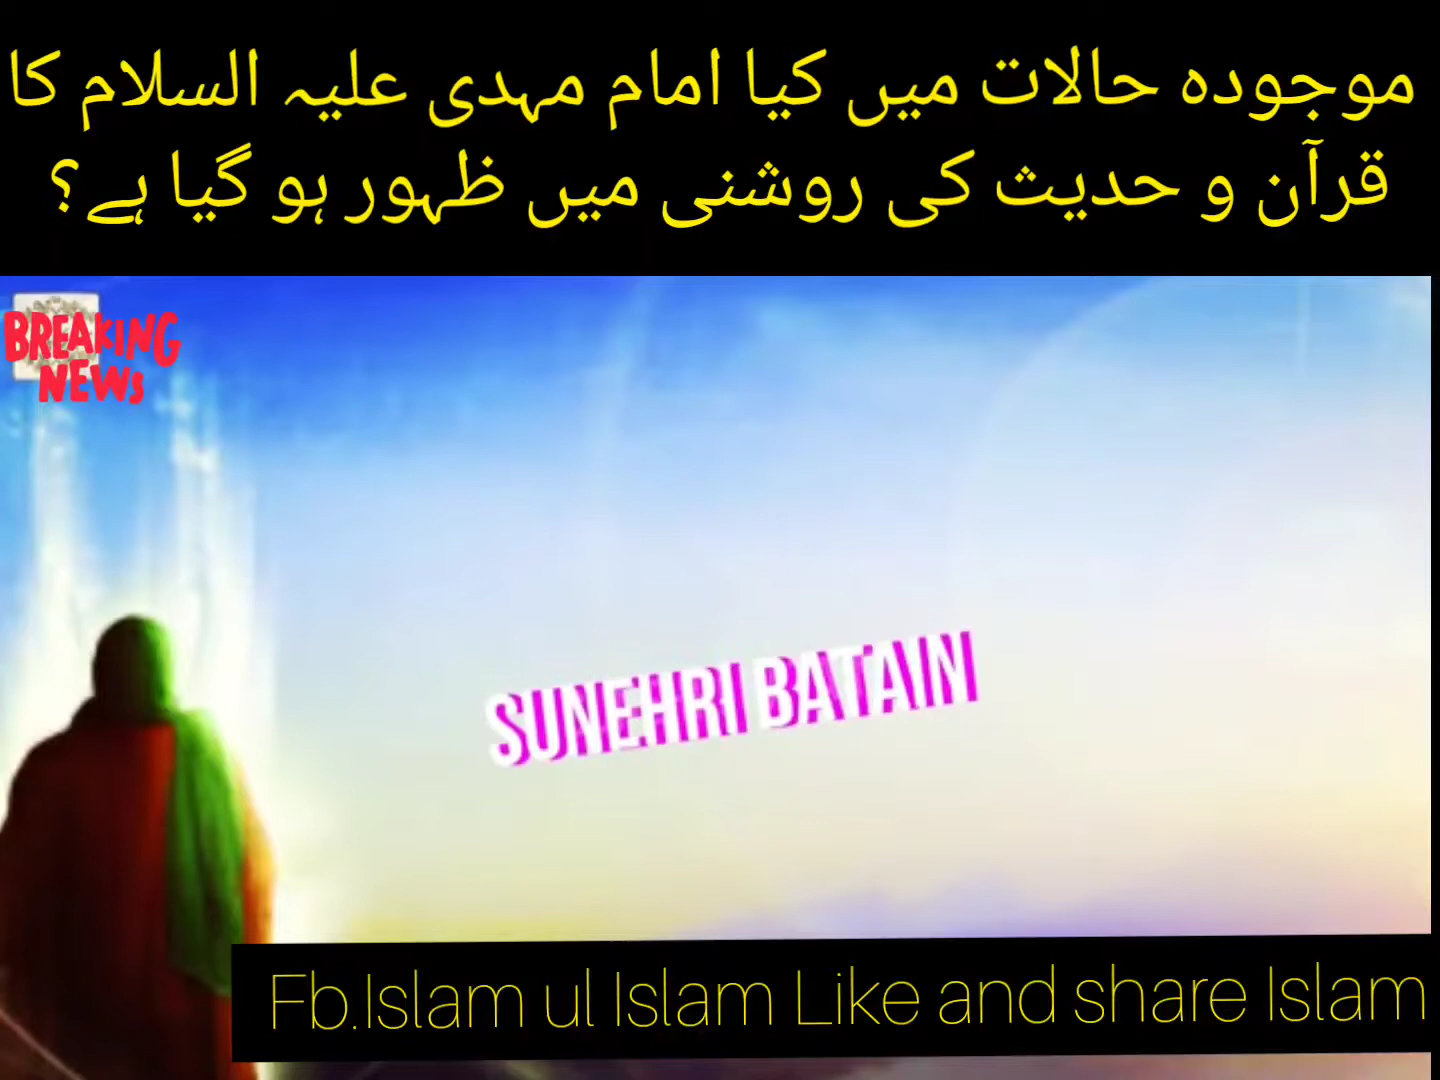 موجودہ حالات میں کیا امام مہدی علیہ السلام کا
قرآن و حدیث کی روشنی میں ظہور ہو گیا ہے؟
BREAKING
NEWS
SUNEHRI BATAIN
Fb.Islam ul Islam Like and share Islam